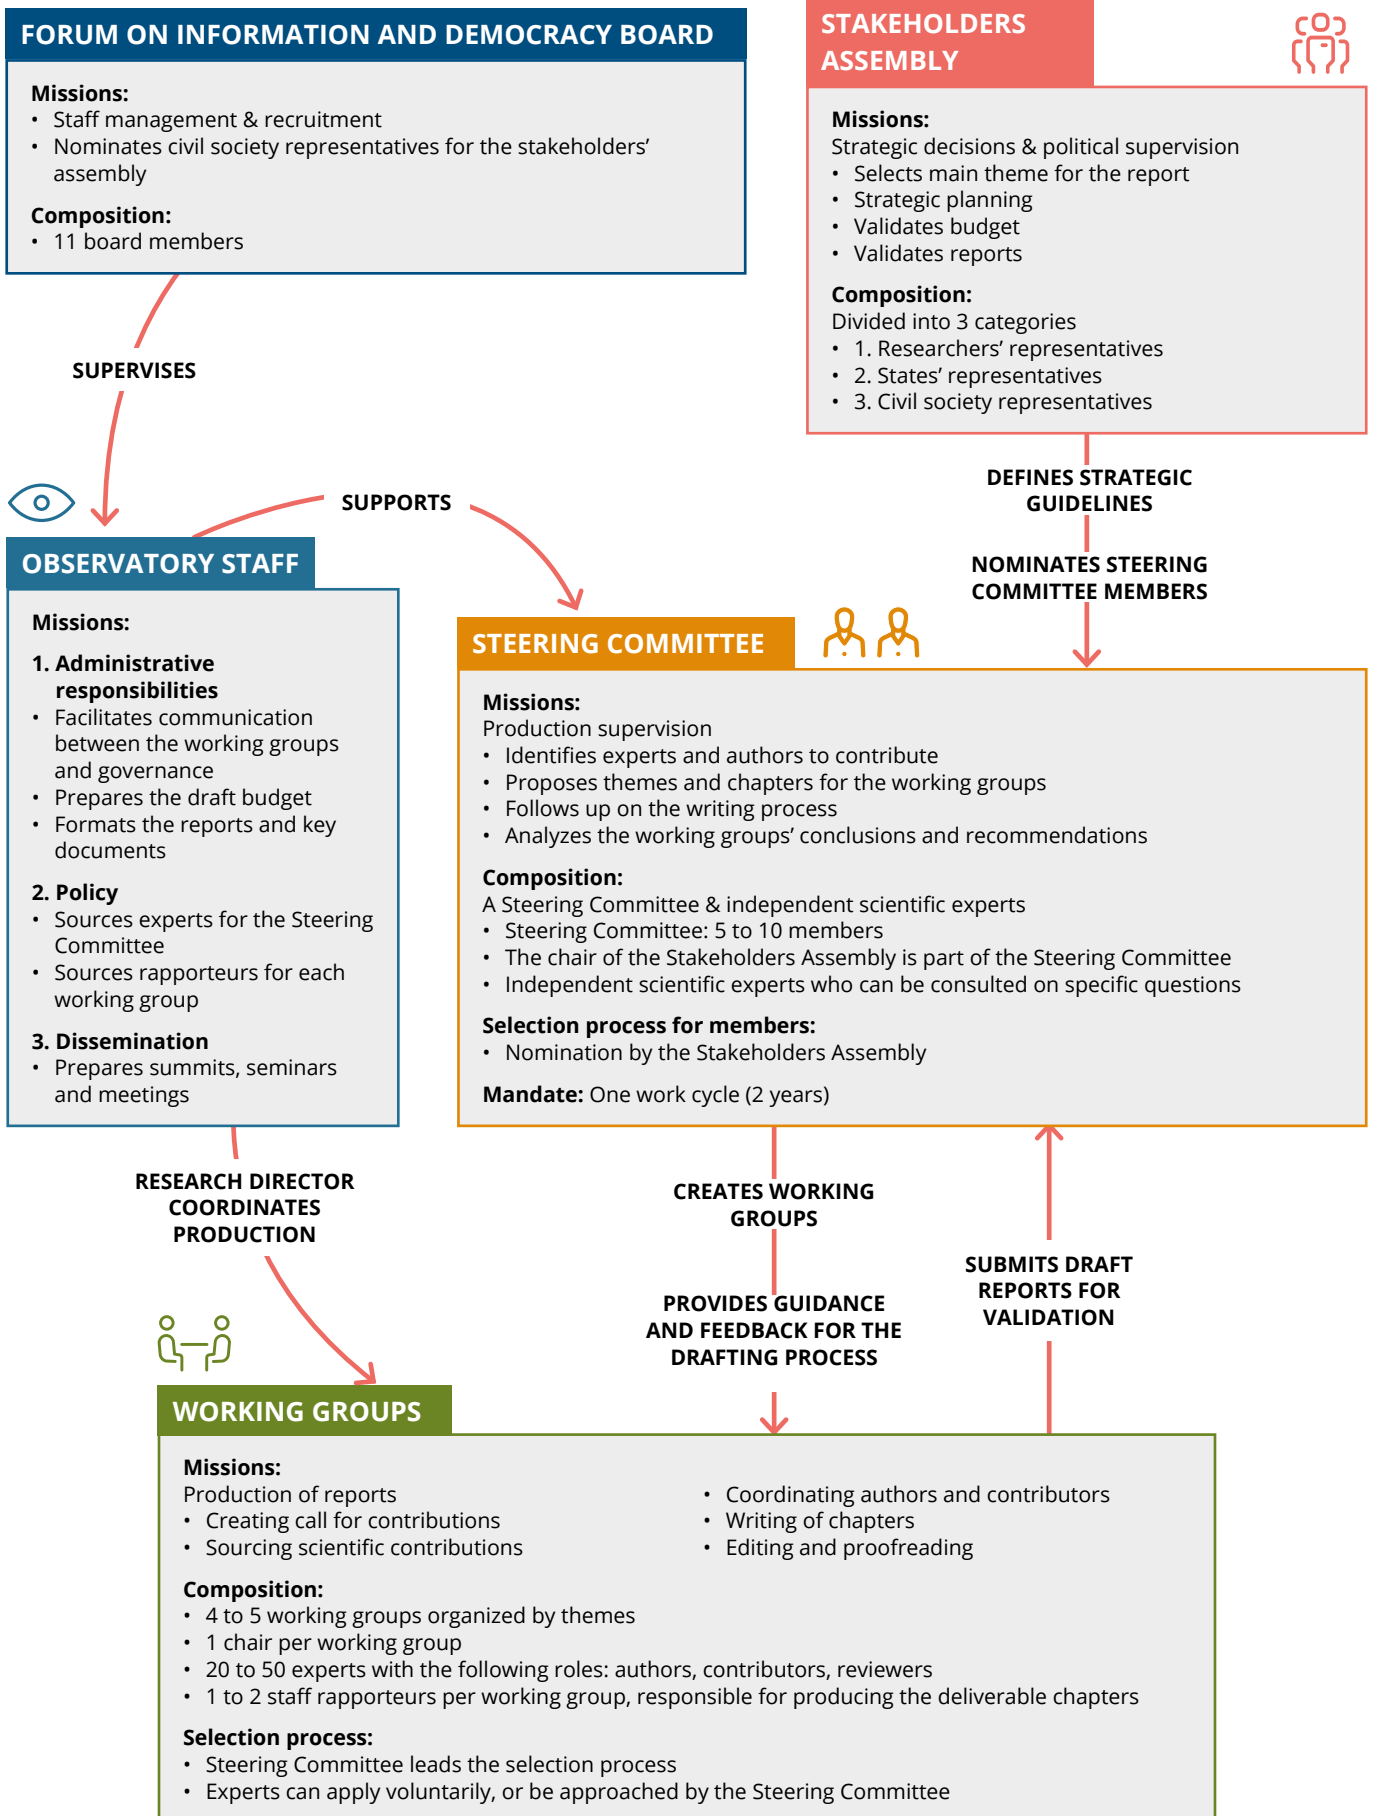 FORUM ON INFORMATION AND DEMOCRACY BOARD
Missions:
• Staff management & recruitment
• Nominates civil society representatives for the stakeholders’
assembly
Composition:
• 11 board members
STAKEHOLDERS
ASSEMBLY
Missions:
Strategic decisions & political supervision
• Selects main theme for the report
• Strategic planning
• Validates budget
• Validates reports
Composition:
Divided into 3 categories
• 1. Researchers’ representatives
• 2. States’ representatives
• 3. Civil society representatives
SUPERVISES
SUPPORTS
DEFINES STRATEGIC
GUIDELINES
NOMINATES STEERING
COMMITTEE MEMBERS
OBSERVATORY STAFF
Missions:
1. Administrative
responsibilities
• Facilitates communication
between the working groups
and governance
• Prepares the draft budget
• Formats the reports and key
documents
2. Policy
• Sources experts for the Steering
Committee
• Sources rapporteurs for each
working group
3. Dissemination
• Prepares summits, seminars
and meetings
STEERING COMMITTEE
Missions:
Production supervision
• Identifies experts and authors to contribute
• Proposes themes and chapters for the working groups
• Follows up on the writing process
• Analyzes the working groups’ conclusions and recommendations
Composition:
A Steering Committee & independent scientific experts
• Steering Committee: 5 to 10 members
• The chair of the Stakeholders Assembly is part of the Steering Committee
• Independent scientific experts who can be consulted on specific questions
Selection process for members:
• Nomination by the Stakeholders Assembly
Mandate: One work cycle (2 years)
RESEARCH DIRECTOR
COORDINATES
PRODUCTION
CREATES WORKING
GROUPS
PROVIDES GUIDANCE
AND FEEDBACK FOR THE
DRAFTING PROCESS
SUBMITS DRAFT
REPORTS FOR
VALIDATION
WORKING GROUPS
Missions:
Production of reports
• Creating call for contributions
• Sourcing scientific contributions
• Coordinating authors and contributors
• Writing of chapters
• Editing and proofreading
Composition:
• 4 to 5 working groups organized by themes
• 1 chair per working group
• 20 to 50 experts with the following roles: authors, contributors, reviewers
• 1 to 2 staff rapporteurs per working group, responsible for producing the deliverable chapters
Selection process:
• Steering Committee leads the selection process
• Experts can apply voluntarily, or be approached by the Steering Committee